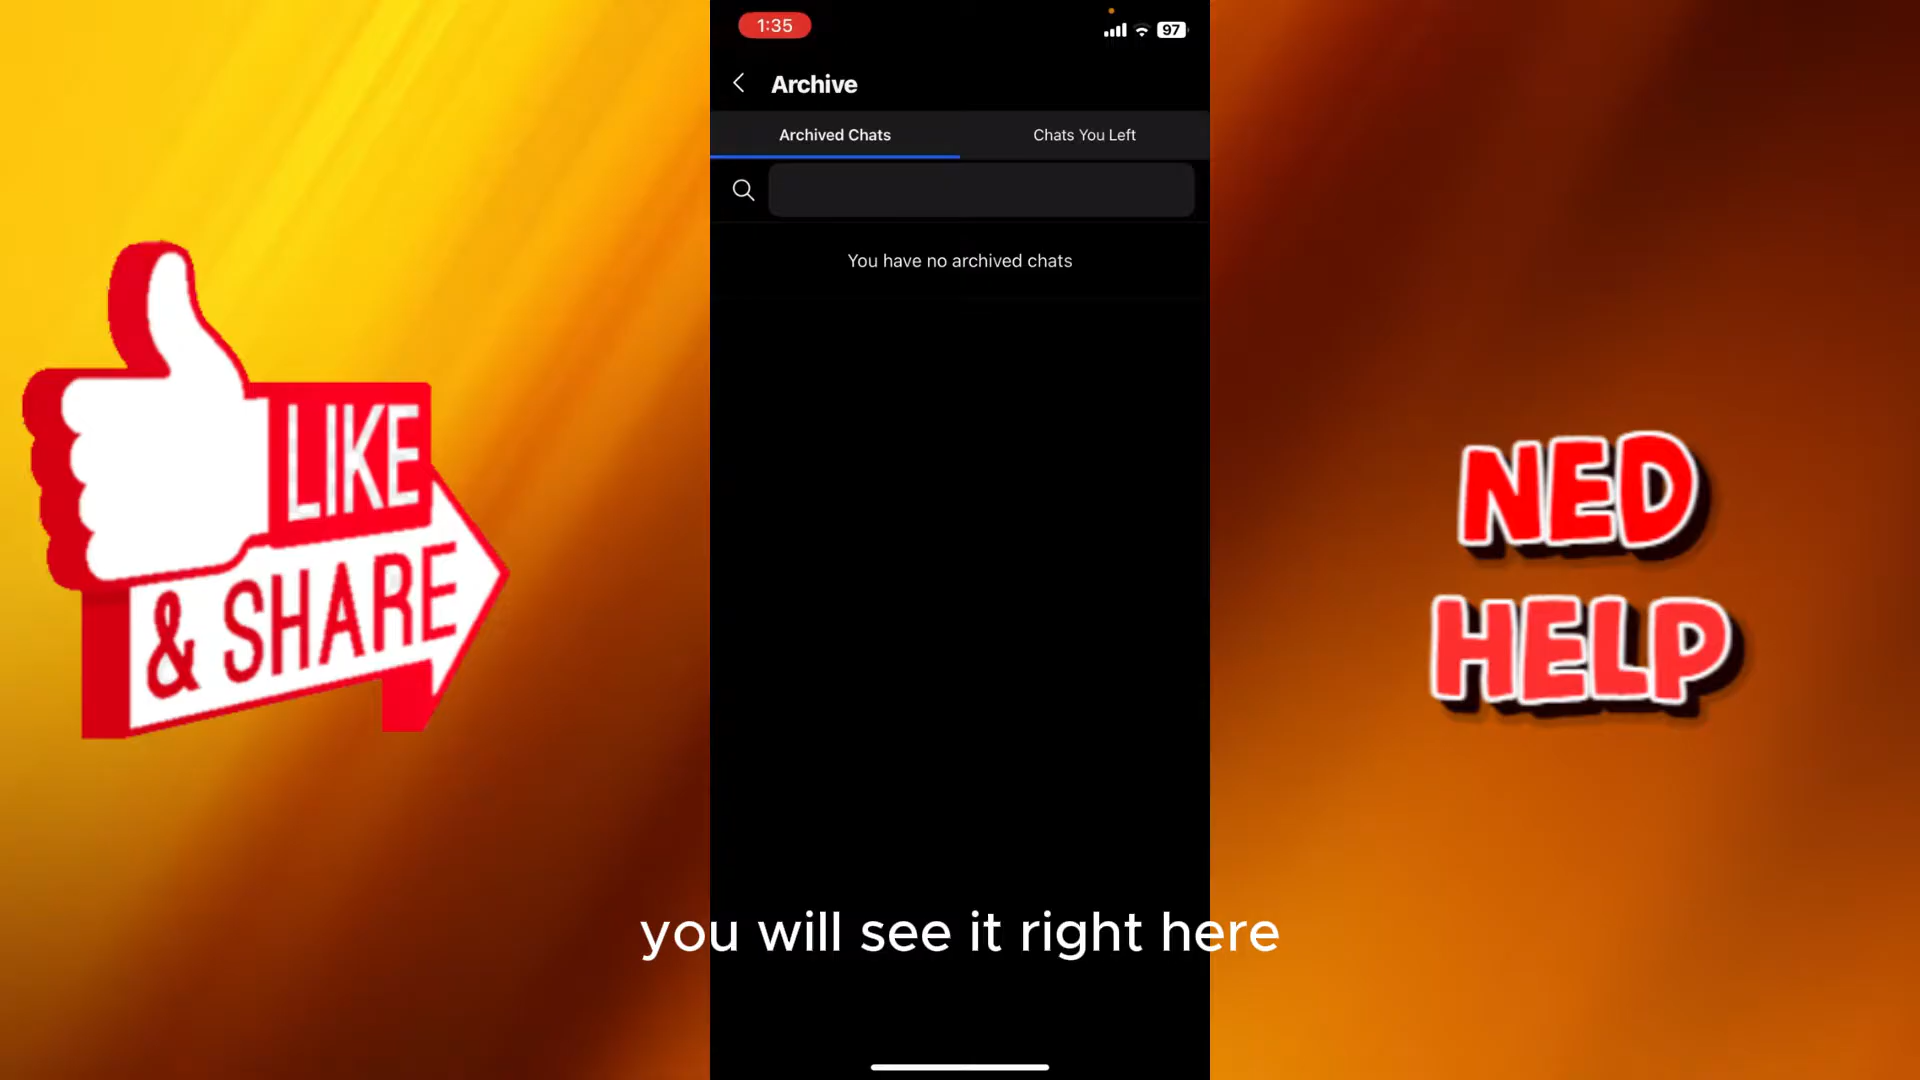 1:35
97
Archive
Archived Chats
Chats You Left
You have no archived chats
LIKE
& SHARE
NED
HELP
you will see it right here